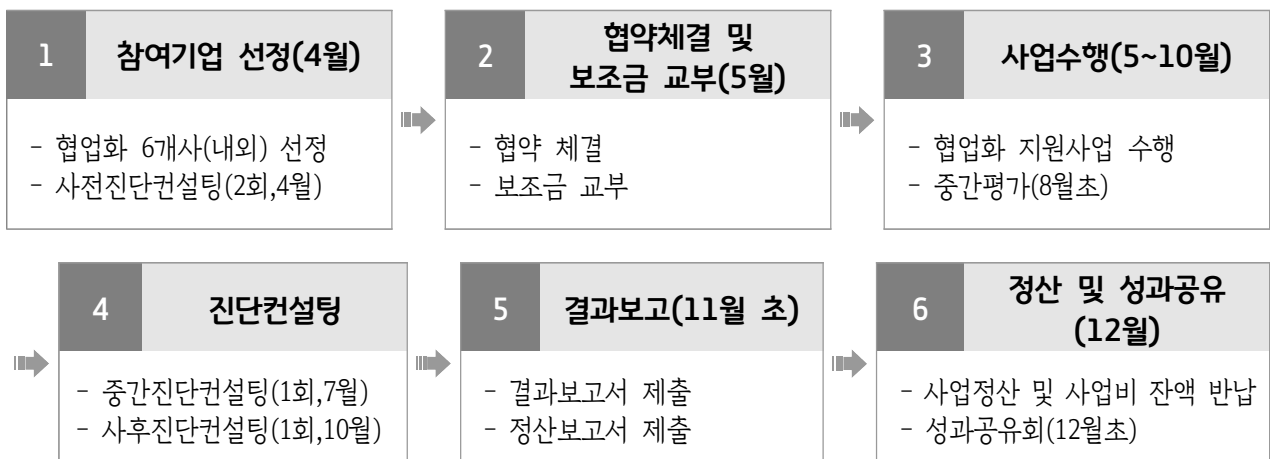 1
참여기업 선정(4월)
- 협업화 6개사(내외) 선정
- 사전진단컨설팅(2회,4월)
2
협약체결 및
보조금 교부(5월)
- 협약 체결
- 보조금 교부
3
사업수행(5~10월)
- 협업화 지원사업 수행
- 중간평가(8월초)
4
진단컨설팅
- 중간진단컨설팅(1회,7월)
- 사후진단컨설팅(1회,10월)
5
결과보고(11월 초)
- 결과보고서 제출
- 정산보고서 제출
6
정산 및 성과공유
(12월)
- 사업정산 및 사업비 잔액 반납
- 성과공유회(12월초)